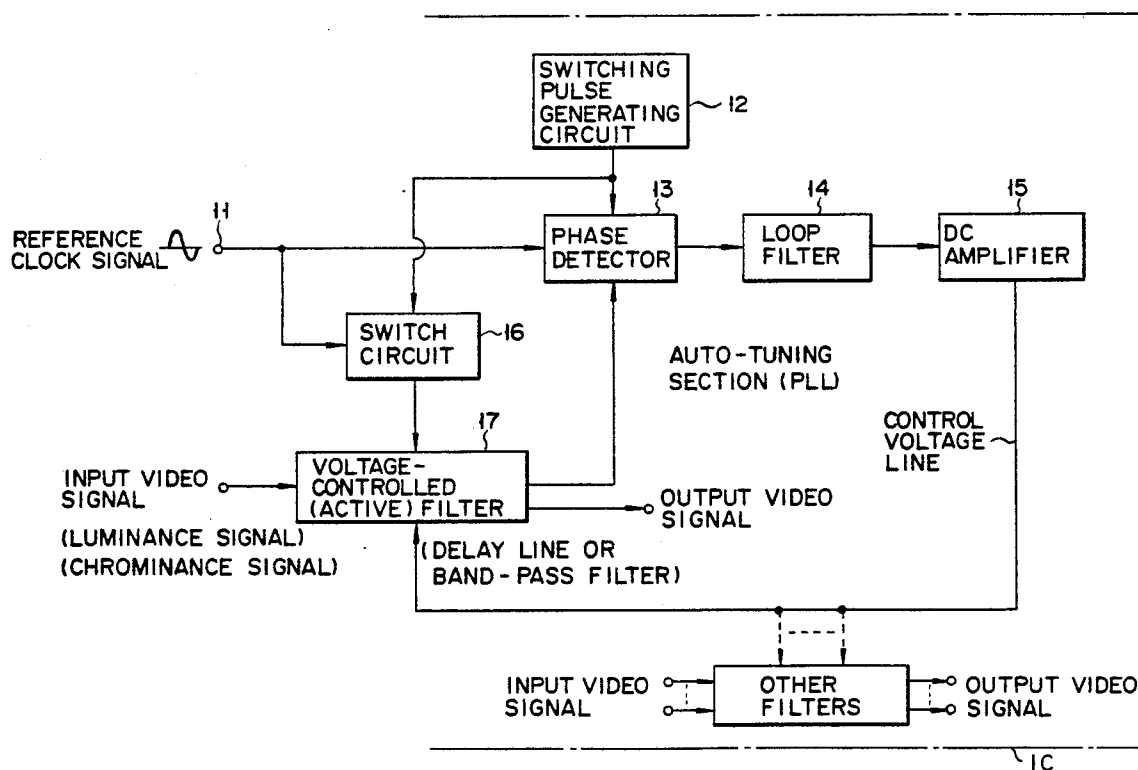 SWITCHING
PULSE
GENERATING
CIRCUIT
12
11
REFERENCE
CLOCK SIGNAL
13
PHASE
DETECTOR
14
LOOP
FILTER
15
DC
AMPLIFIER
SWITCH
CIRCUIT
16
AUTO-TUNING
SECTION (PLL)
CONTROL
VOLTAGE
LINE
17
VOLTAGE-
CONTROLLED
(ACTIVE) FILTER
INPUT VIDEO
SIGNAL
(LUMINANCE SIGNAL)
(CHROMINANCE SIGNAL)
OUTPUT VIDEO
SIGNAL
(DELAY LINE OR
BAND-PASS FILTER)
INPUT VIDEO
SIGNAL
OTHER
FILTERS
OUTPUT VIDEO
SIGNAL
IC